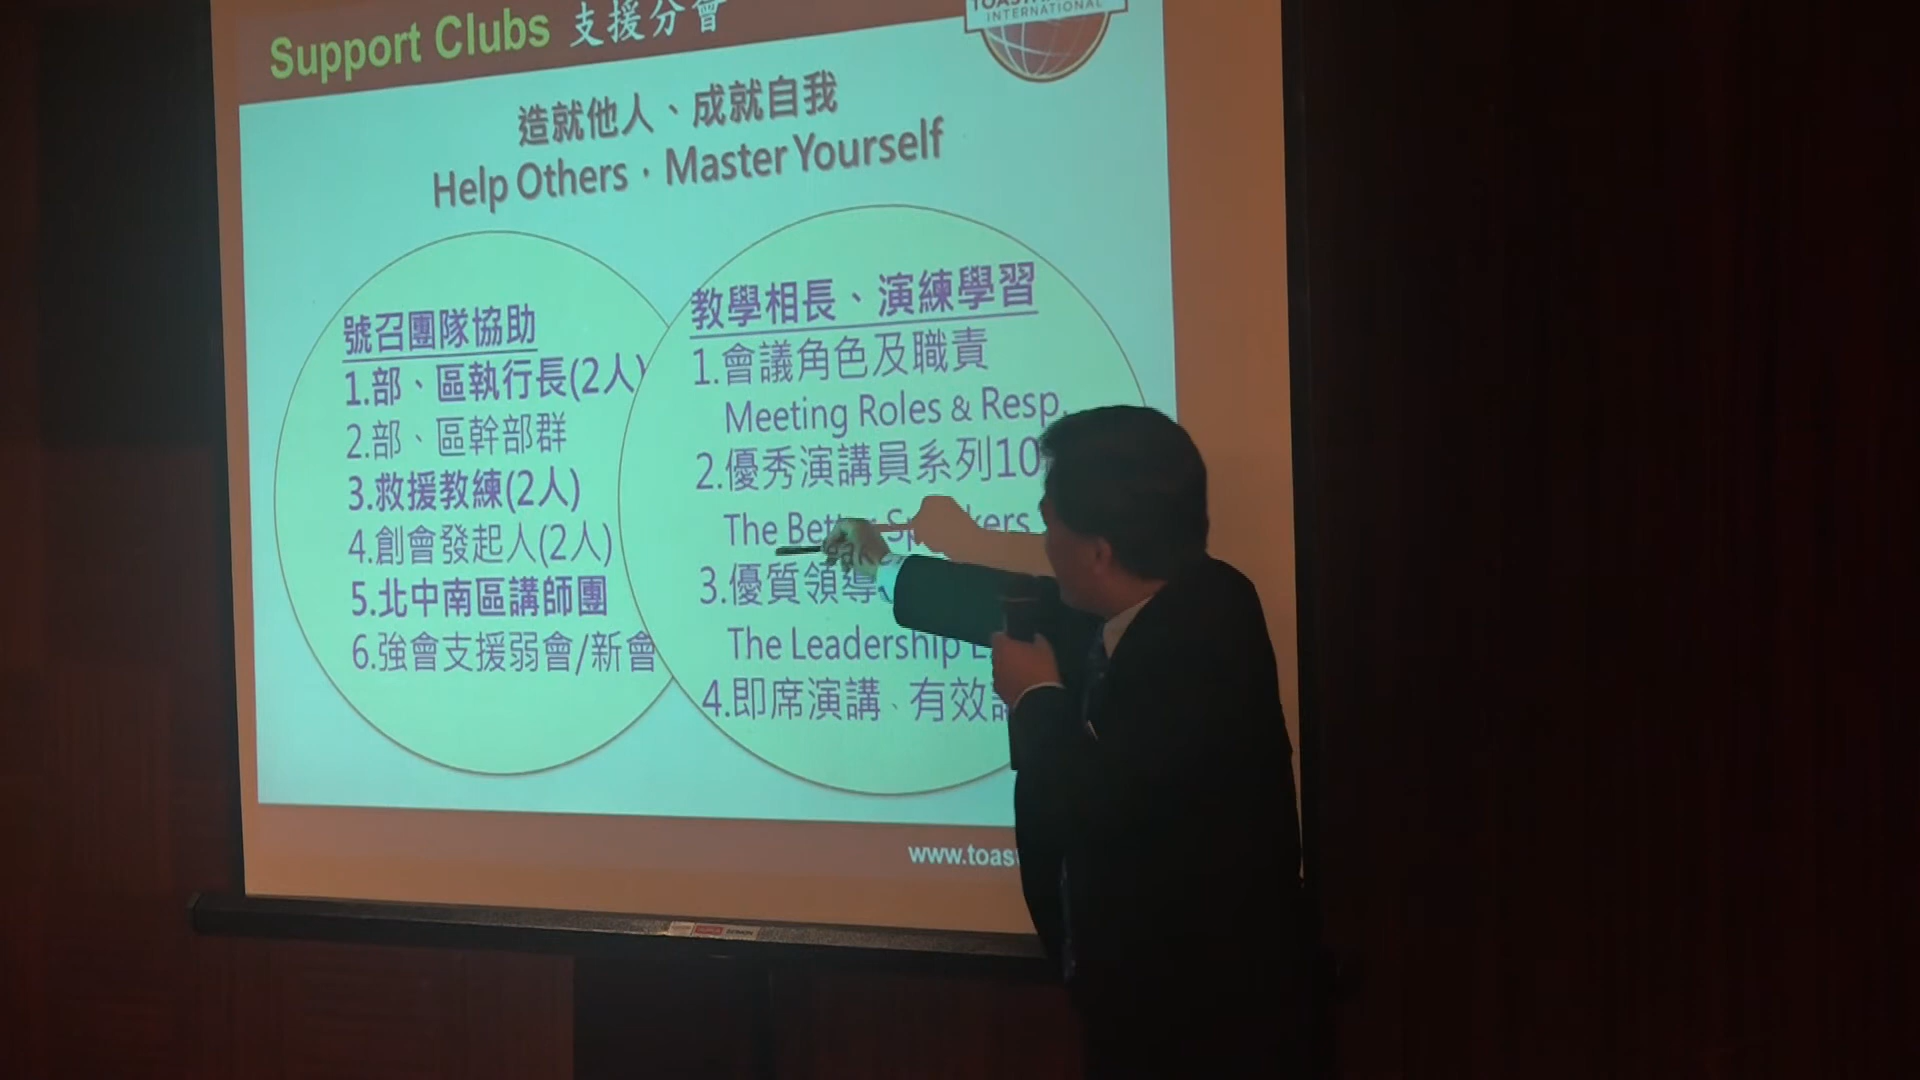 Support Clubs 支援分會
INTERNATIONAL
造就他人、成就自我
Help Others · Master Yourself
號召團隊協助
1.部、區執行長(2人)
2.部、區幹部群
3.救援教練(2人)
4.創會發起人(2人)
5.北中南區講師團
6.強會支援弱會/新會
教學相長、演練學習
1.會議角色及職責
Meeting Roles & Resp.
2.優秀演講員系列10
The
3.優質領導
The Leadership
4.即席演講、有效
www.toas